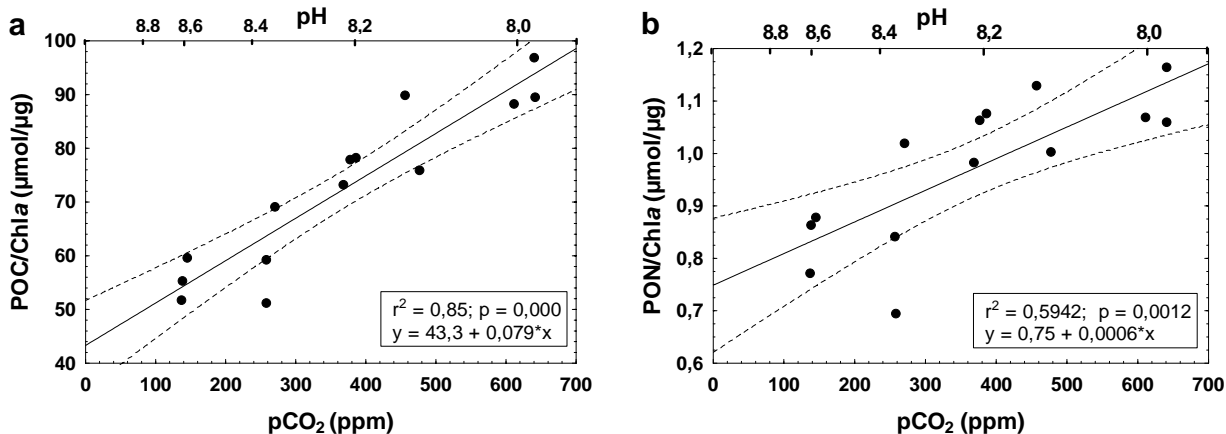 a
pH
8.8 8,6 8,4 8,2 8,0
100
90
80
70
60
50
40
POC/Chla (µmol/µg)
r² = 0,85; p = 0,000
y = 43,3 + 0,079*x
0 100 200 300 400 500 600 700
pCO₂ (ppm)
b
pH
8.8 8,6 8,4 8,2 8,0
1,2
1,1
1,0
0,9
0,8
0,7
0,6
PON/Chla (µmol/µg)
r² = 0,5942; p = 0,0012
y = 0,75 + 0,0006*x
0 100 200 300 400 500 600 700
pCO₂ (ppm)